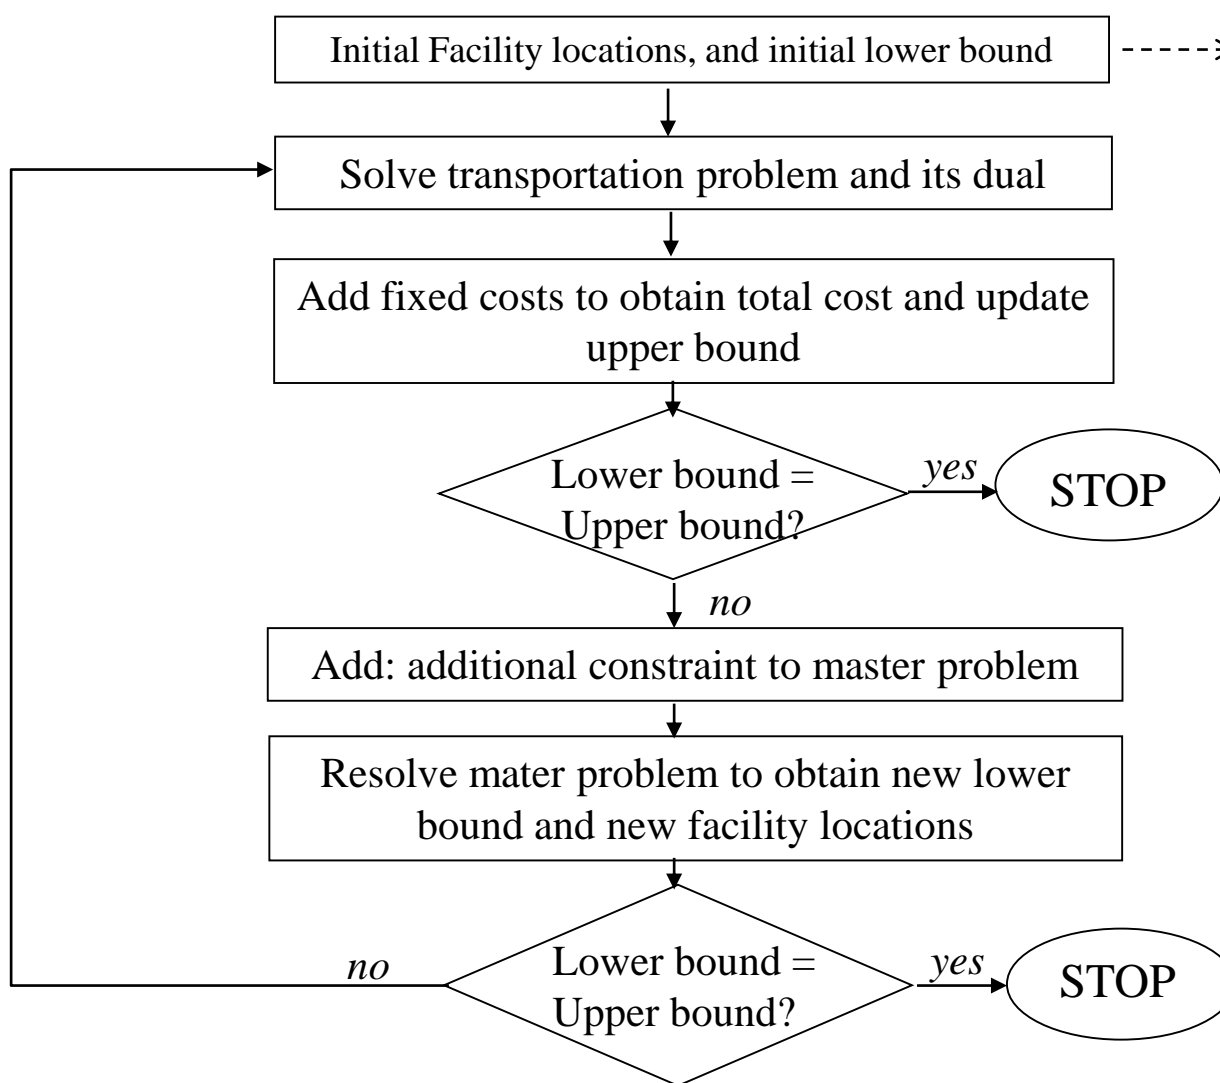 Initial Facility locations, and initial lower bound
Solve transportation problem and its dual
Add fixed costs to obtain total cost and update
upper bound
Lower bound =
Upper bound?
yes
STOP
no
Add: additional constraint to master problem
Resolve mater problem to obtain new lower
bound and new facility locations
no
Lower bound =
Upper bound?
yes
STOP